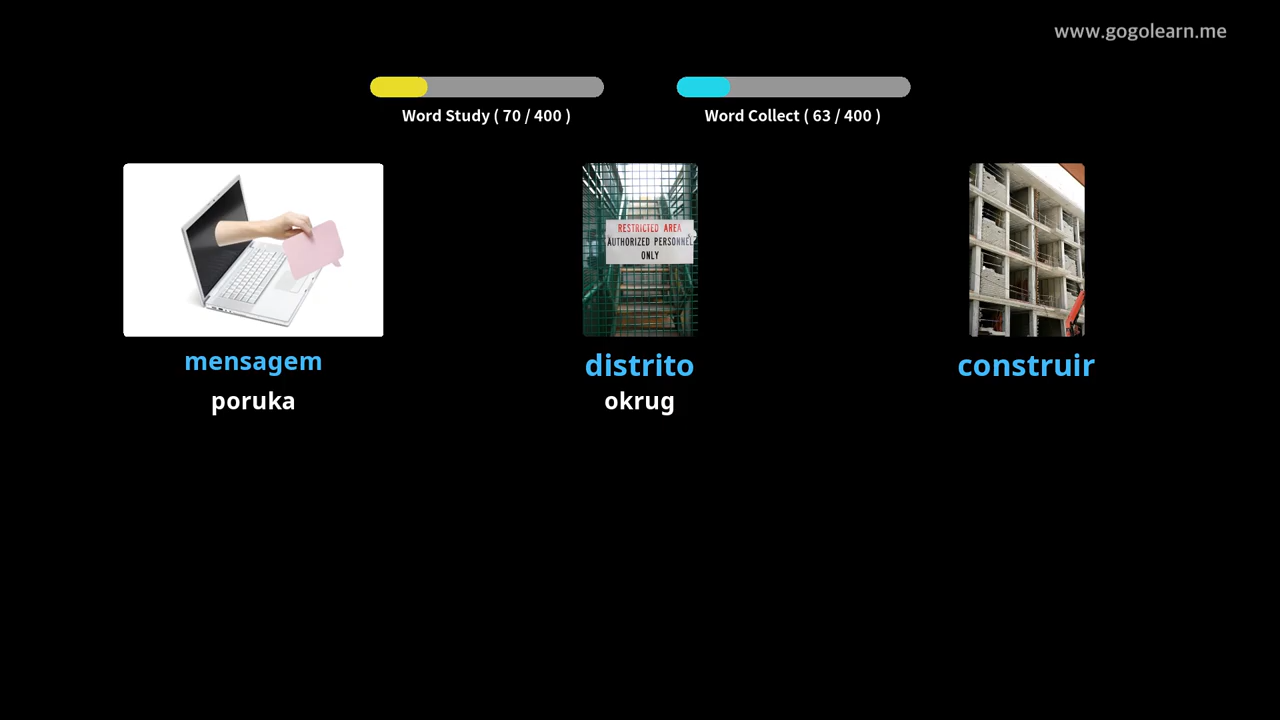 www.gogolearn.me
Word Study ( 70 / 400 )
Word Collect ( 63 / 400 )
RESTRICTED AREA
AUTHORIZED PERSONNEL
ONLY
mensagem
distrito
construir
poruka
okrug